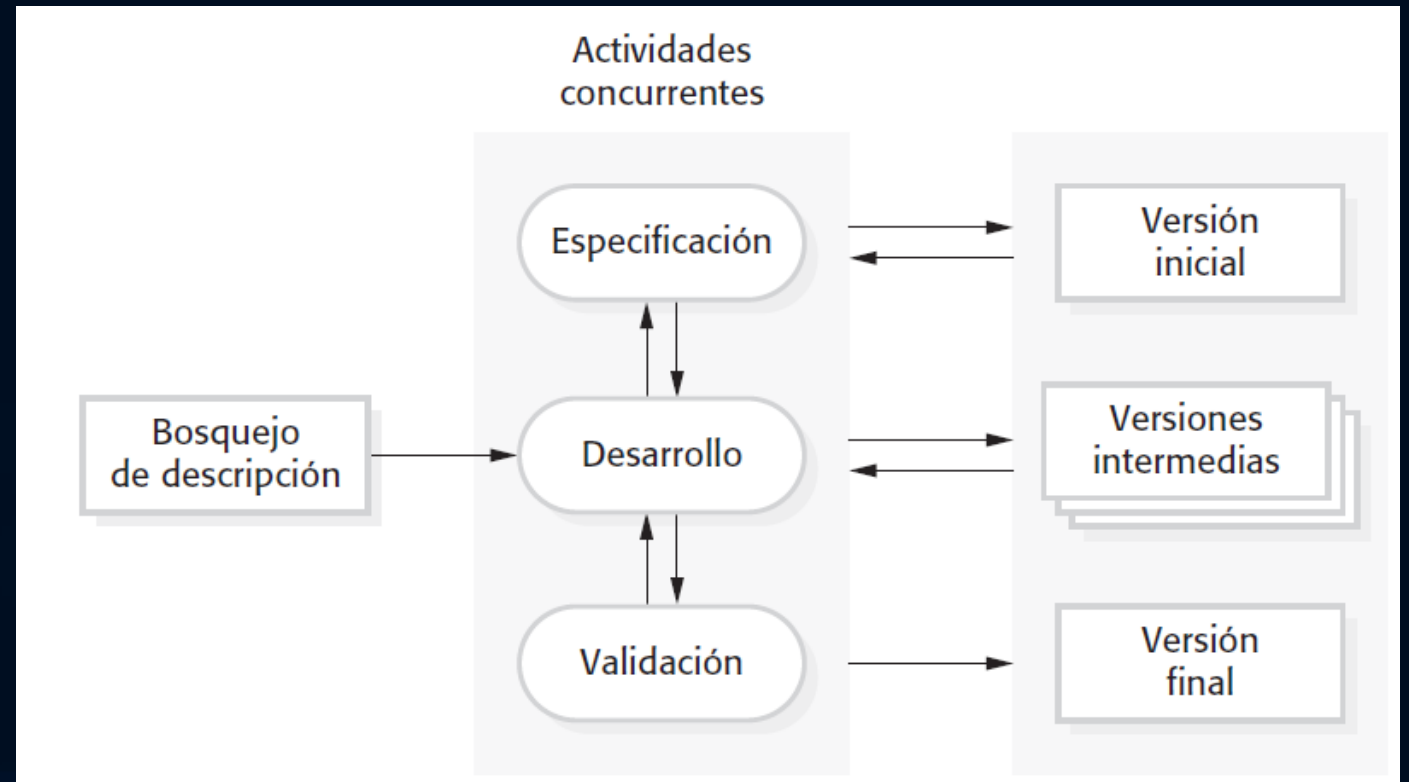 Actividades
concurrentes
Especificación
Versión
inicial
Bosquejo
de descripción
Desarrollo
Versiones
intermedias
Validación
Versión
final